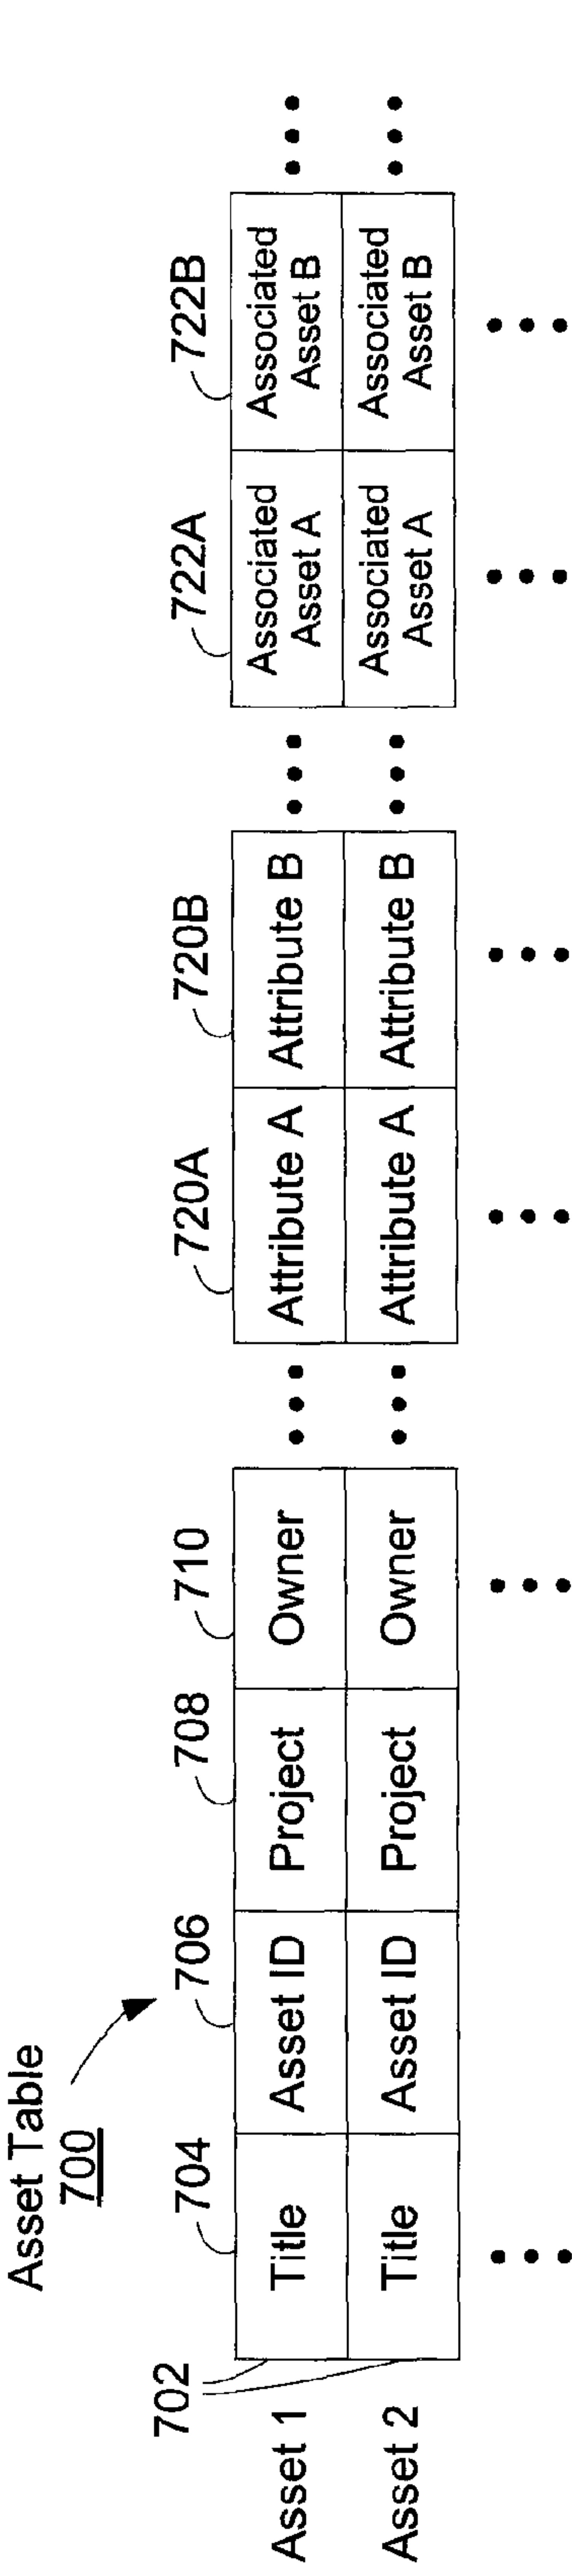 Asset Table
700
702
704
706
708
710
720A
720B
722A
722B
Asset 1
Title
Asset ID
Project
Owner
Attribute A
Attribute B
Associated
Asset A
Associated
Asset B
Asset 2
Title
Asset ID
Project
Owner
Attribute A
Attribute B
Associated
Asset A
Associated
Asset B